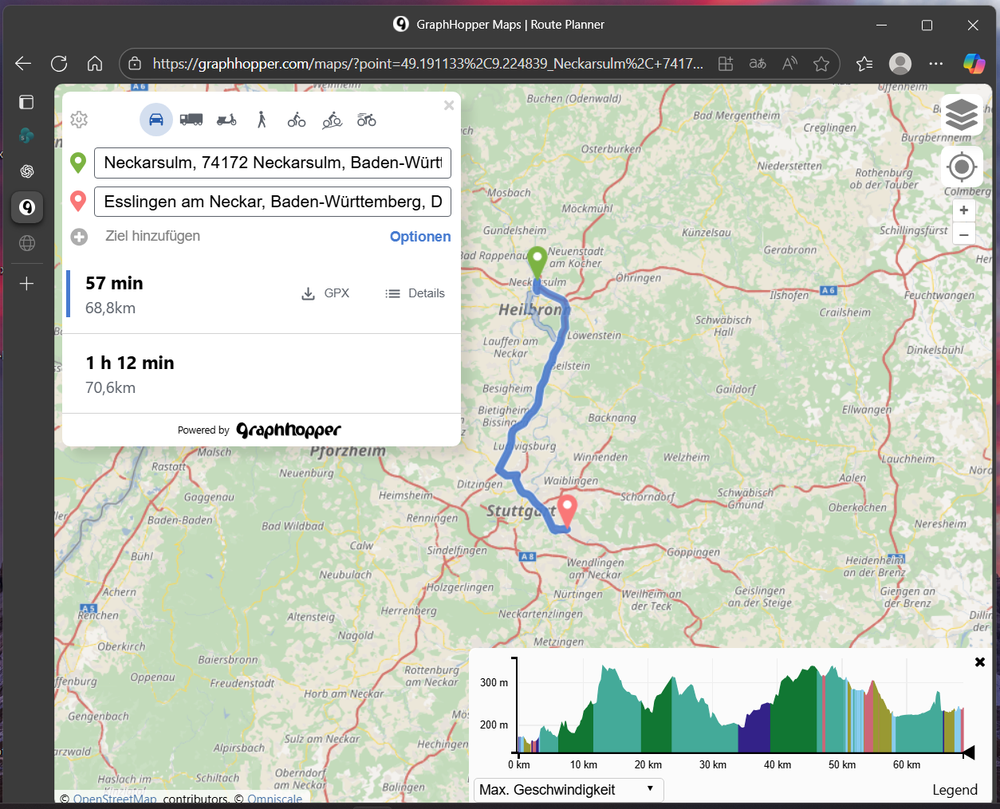 GraphHopper Maps | Route Planner
https://graphhopper.com/maps/?point=49.191133%2C9.224839_Neckarsulm%2C+7417...
Neckarsulm, 74172 Neckarsulm, Baden-Württ
Esslingen am Neckar, Baden-Württemberg, D
Ziel hinzufügen
Optionen
57 min
68,8km
GPX
Details
1 h 12 min
70,6km
Powered by graphhopper
A 6
Buchen (Odenwald)
Uffenheim
Bad Mergentheim
Creglingen
Burgbernheim
Osterburken
Niederstetten
Rothenburg
ob der Tauber
Colmberg
Mosbach
Möckmühl
Gundelsheim
Künzelsau
Schillingsfürst
Bad Rappenau
Neuenstadt
am Kocher
Gerabronn
Neckarsulm
Öhringen
Ilshofen
A 6
Feuchtwangen
Heilbronn
Crailsheim
Schwäbisch
Hall
Lauffen am
Neckar
Löwenstein
Dinkelsbühl
Beilstein
Besigheim
Gaildorf
Bietigheim
Bissing
Backnang
Ellwangen
Ludwigsburg
Pforzheim
Malsch
Winnenden
Welzheim
Lauchheim
Rastatt
Neuenburg
Ditzingen
Waiblingen
Aalen
Gaggenau
Heimsheim
Schorndorf
Schwäbisch
Gmünd
Stuttgart
Oberkochen
Baden-Baden
Bad Wildbad
Renningen
Neresheim
Bühl
Calw
Sindelfingen
A 8
Göppingen
Wendlingen
am Neckar
Heidenheim
an der Brenz
Neubulach
Achern
Holzgerlingen
Nürtingen
Weilheim an
der Teck
Geislingen
an der Steige
Giengen an
der Brenz
A 5
Renchen
Herrenberg
Altensteig
Neckartenzlingen
Nagold
Metzingen
Oberkirch
Baiersbronn
Oppenau
Freudenstadt
Rottenburg
am Neckar
Horb am Neckar
Gengenbach
Sulz am Neckar
Alpirsbach
Hechingen
Haslach im
Schiltach
Oberndorf
am Neckar
Balingen
300 m
200 m
0 km
10 km
20 km
30 km
40 km
50 km
60 km
Max. Geschwindigkeit
Legend
© OpenStreetMap contributors, © Omniscale